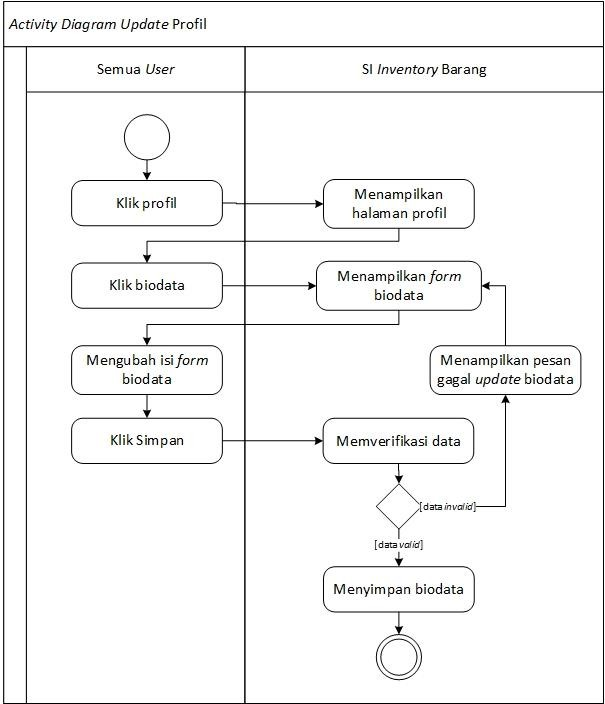 Activity Diagram Update Profil
Semua User
SI Inventory Barang
Klik profil
Menampilkan
halaman profil
Klik biodata
Menampilkan form
biodata
Mengubah isi form
biodata
Menampilkan pesan
gagal update biodata
Klik Simpan
Memverifikasi data
[data invalid]
[data valid]
Menyimpan biodata